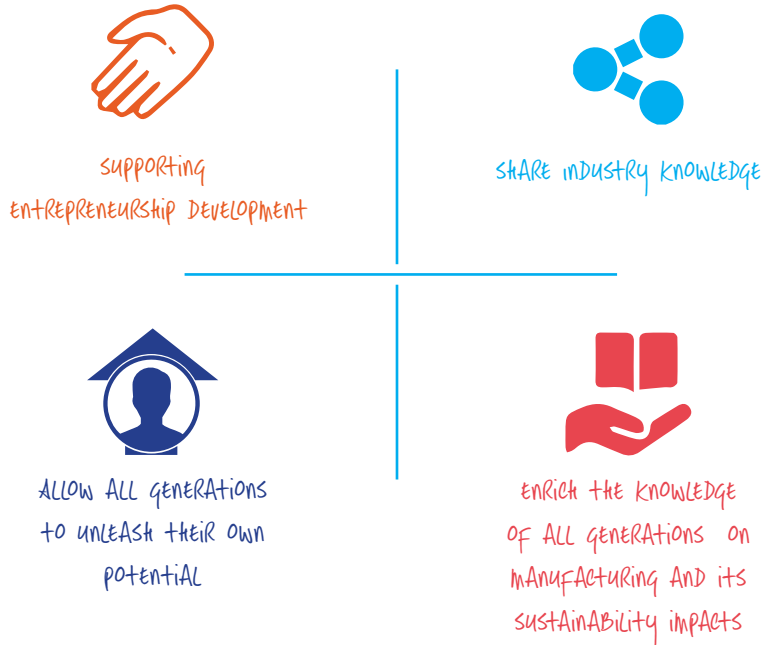 SUPPORTING
ENTREPRENEURSHIP DEVELOPMENT
SHARE INDUSTRY KNOWLEDGE
ALLOW ALL GENERATIONS
TO UNLEASH THEIR OWN
POTENTIAL
ENRICH THE KNOWLEDGE
OF ALL GENERATIONS ON
MANUFACTURING AND ITS
SUSTAINABILITY IMPACTS